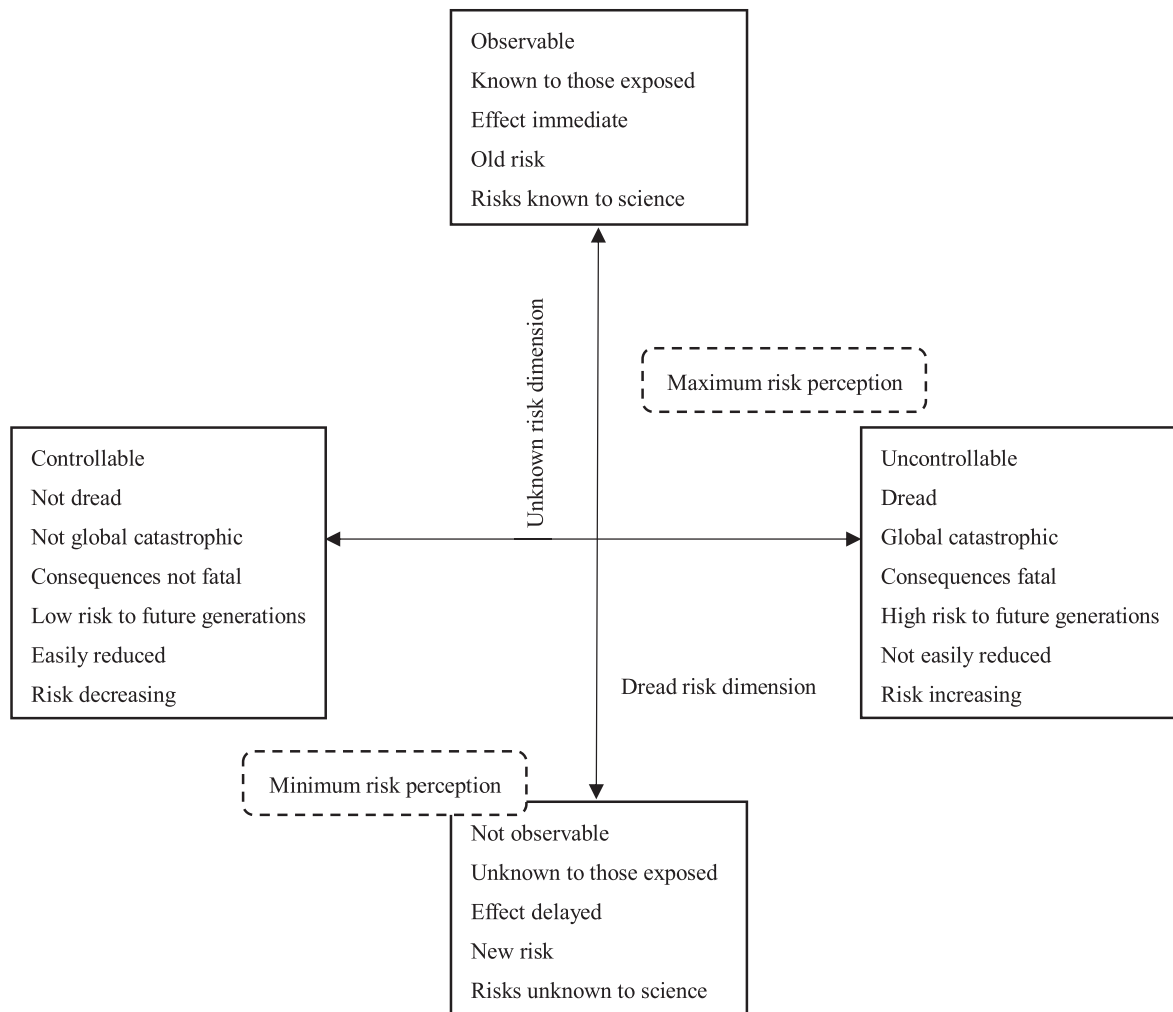 Observable
Known to those exposed
Effect immediate
Old risk
Risks known to science
Unknown risk dimension
Maximum risk perception
Controllable
Not dread
Not global catastrophic
Consequences not fatal
Low risk to future generations
Easily reduced
Risk decreasing
Uncontrollable
Dread
Global catastrophic
Consequences fatal
High risk to future generations
Not easily reduced
Risk increasing
Dread risk dimension
Minimum risk perception
Not observable
Unknown to those exposed
Effect delayed
New risk
Risks unknown to science